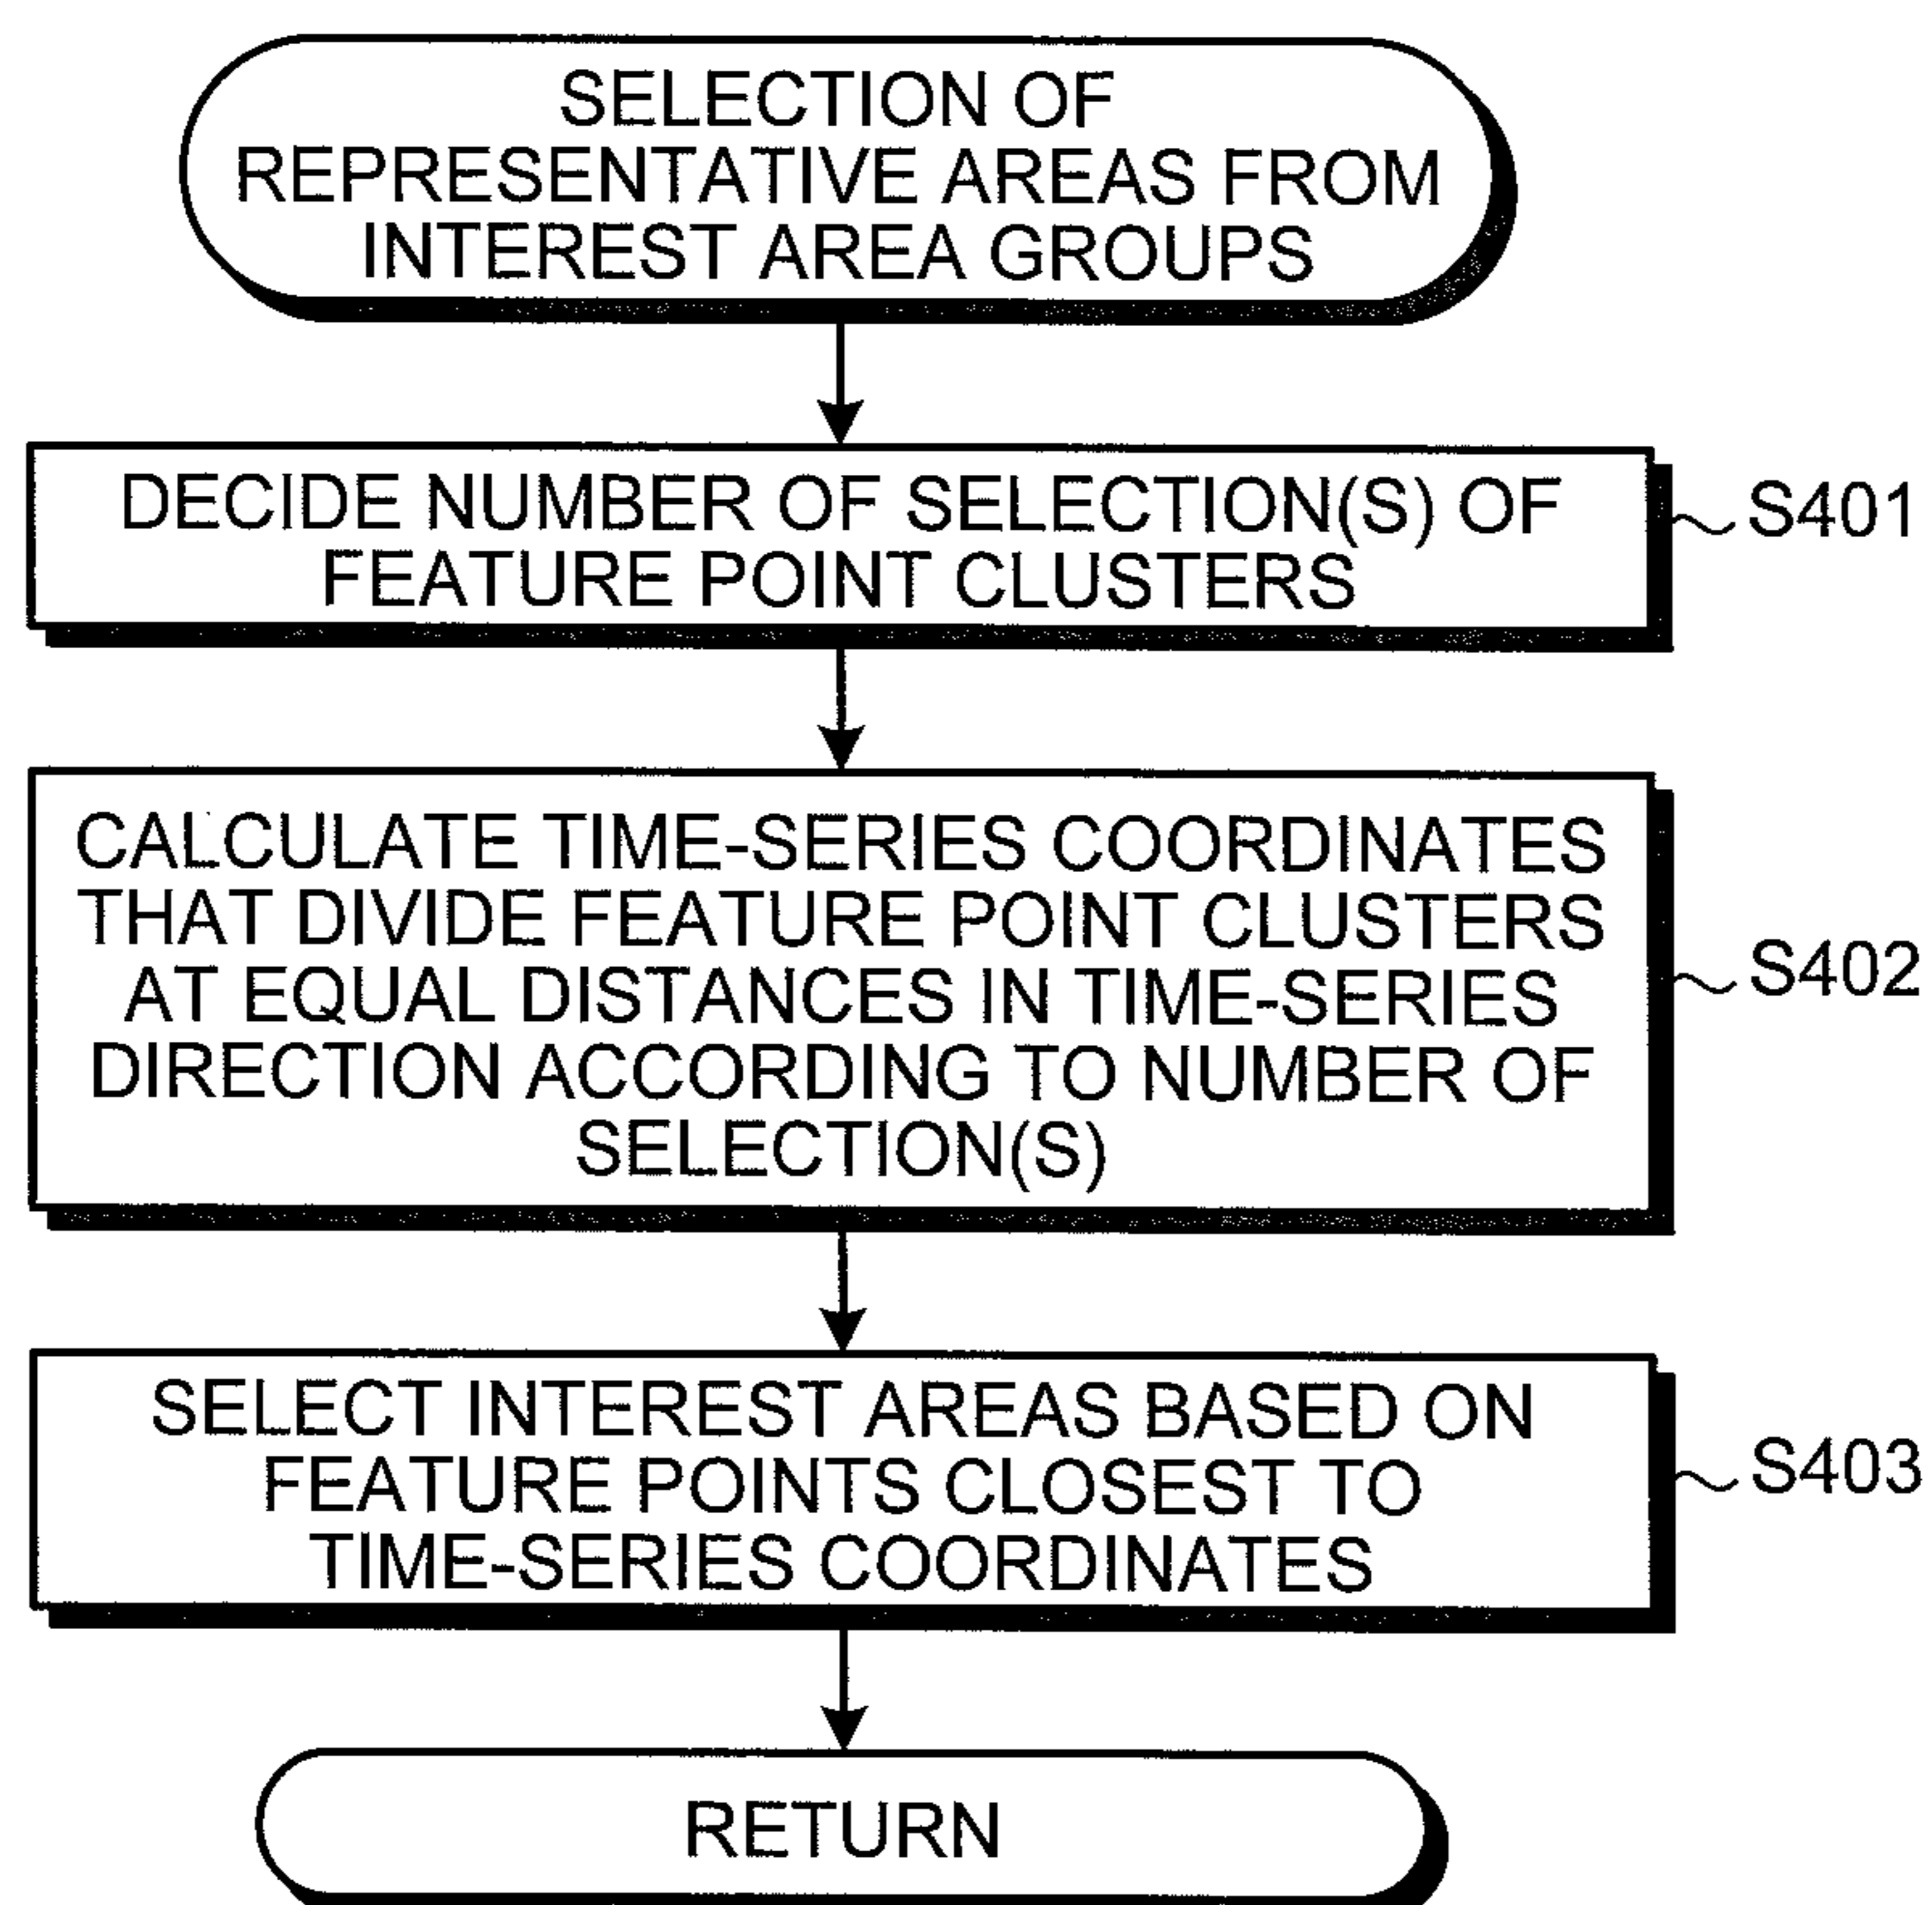 SELECTION OF
REPRESENTATIVE AREAS FROM
INTEREST AREA GROUPS
DECIDE NUMBER OF SELECTION(S) OF
FEATURE POINT CLUSTERS
S401
CALCULATE TIME-SERIES COORDINATES
THAT DIVIDE FEATURE POINT CLUSTERS
AT EQUAL DISTANCES IN TIME-SERIES
DIRECTION ACCORDING TO NUMBER OF
SELECTION(S)
S402
SELECT INTEREST AREAS BASED ON
FEATURE POINTS CLOSEST TO
TIME-SERIES COORDINATES
S403
RETURN